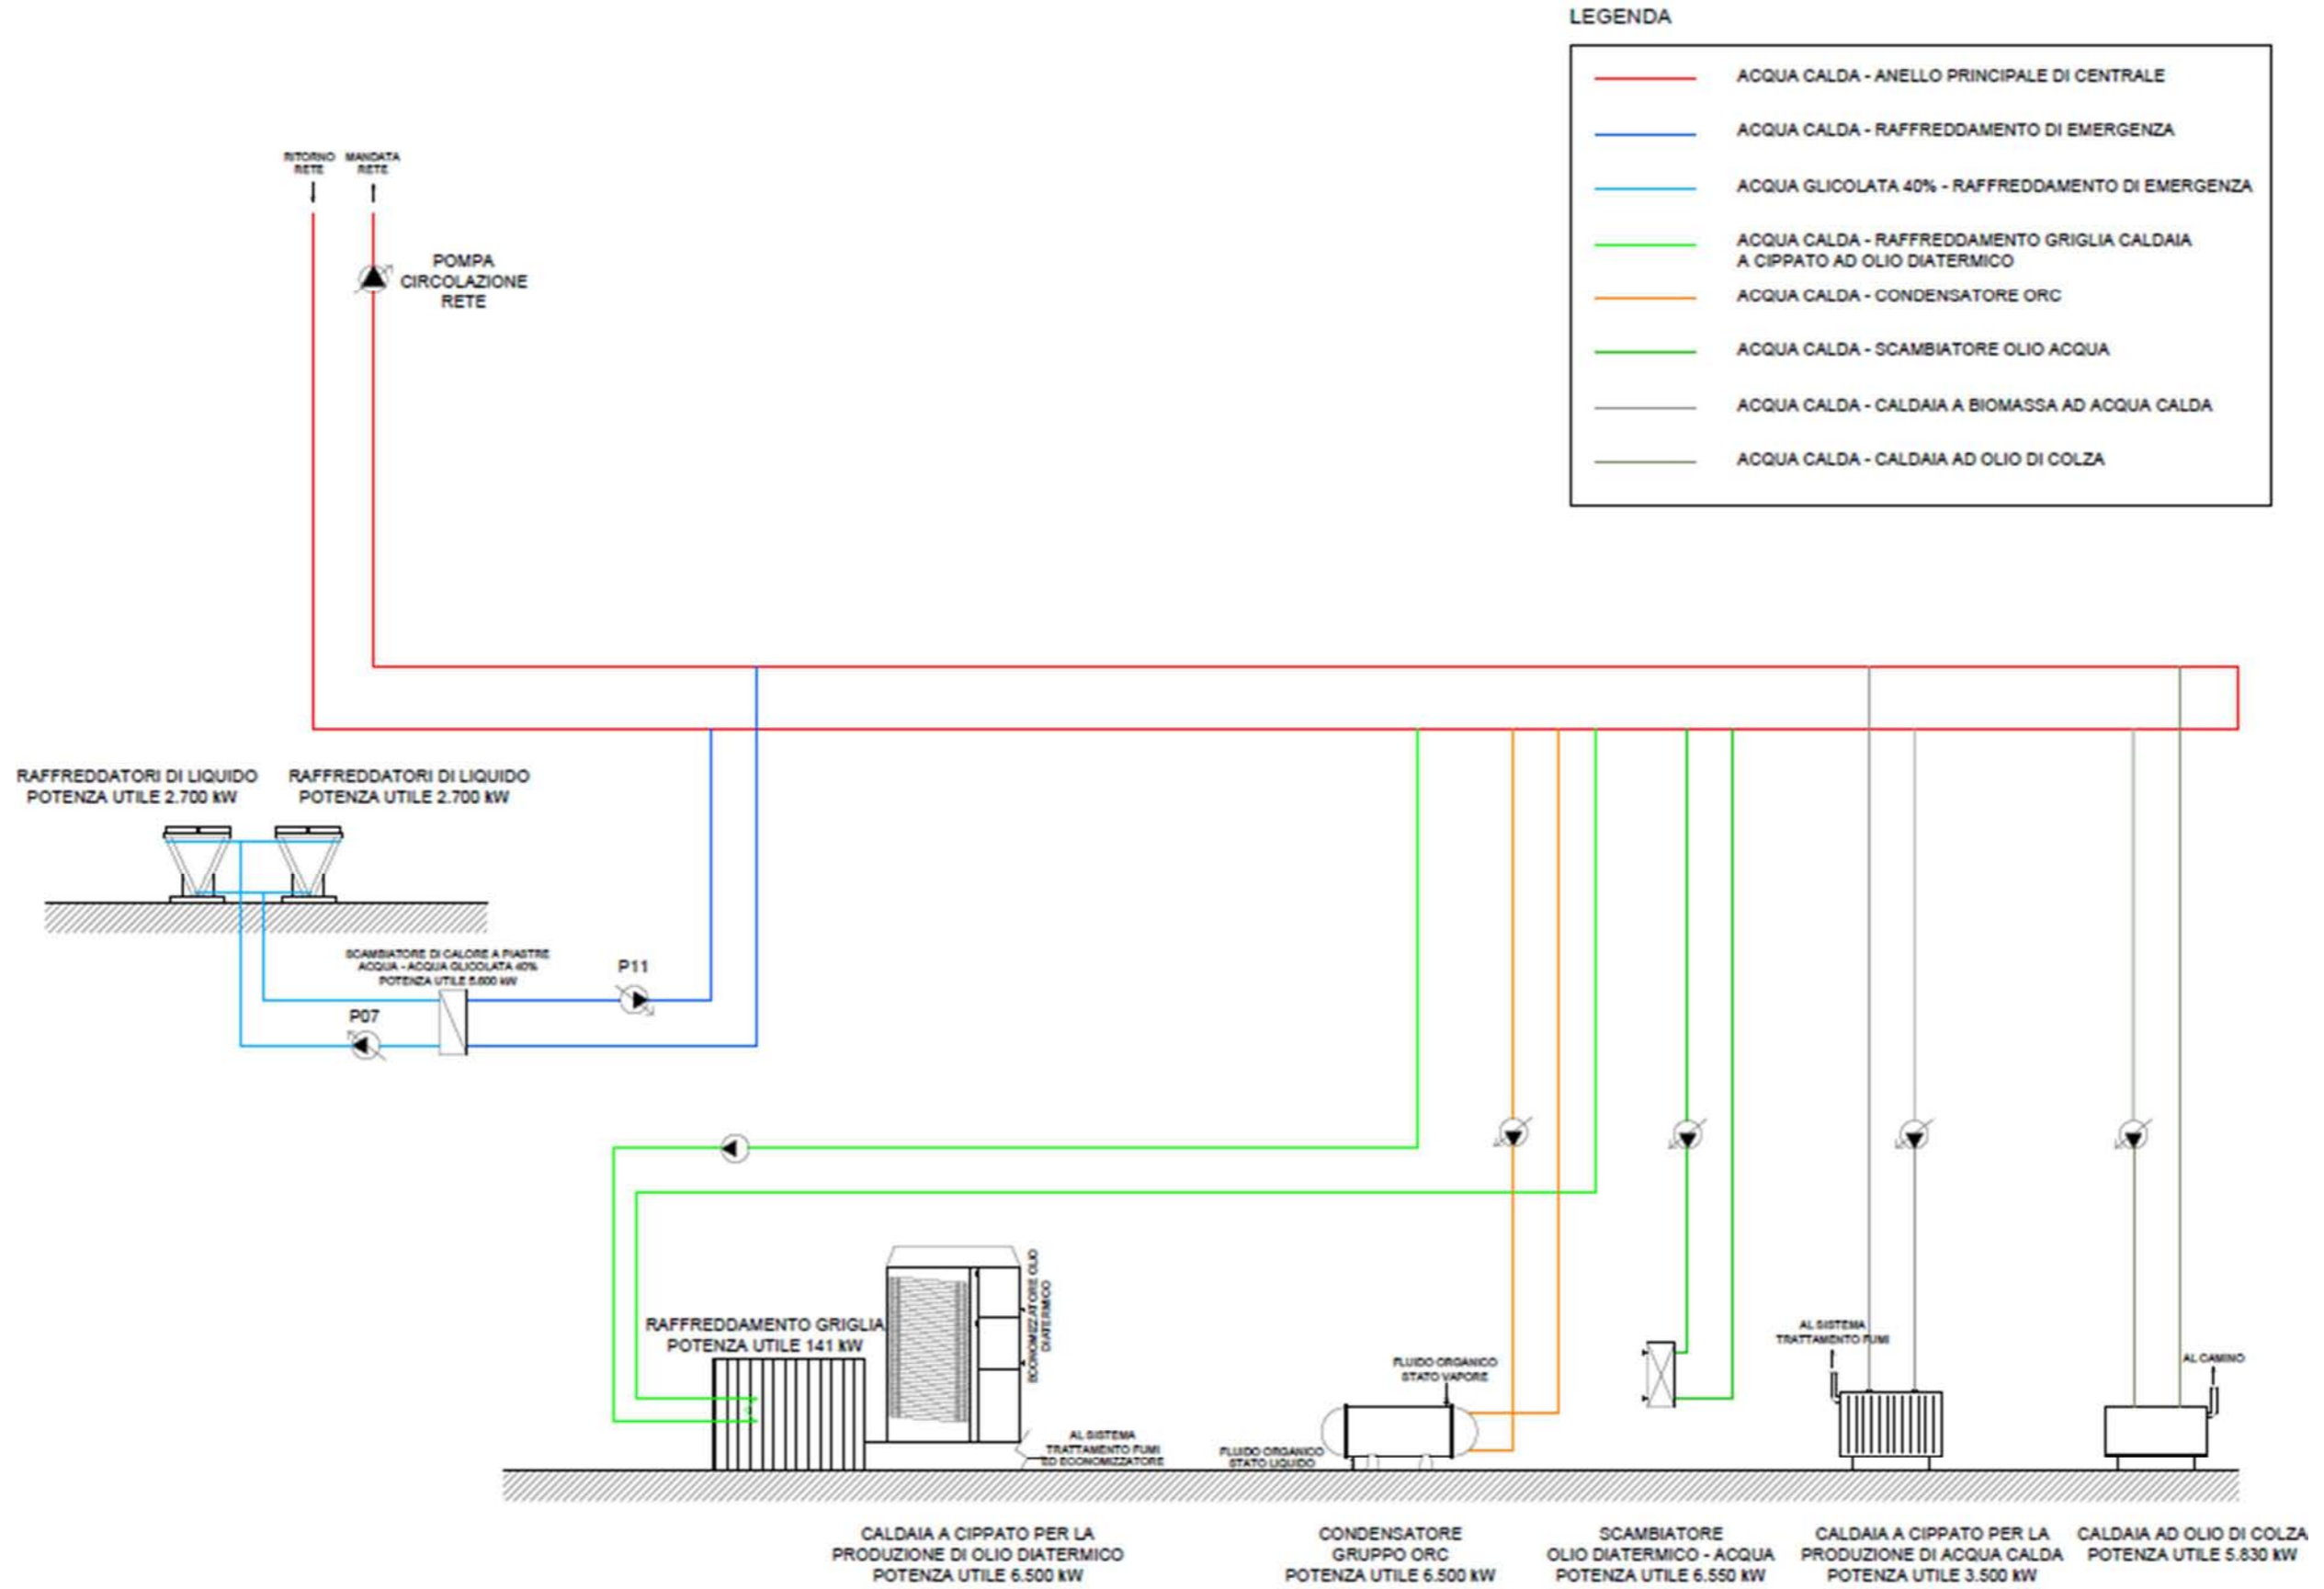 LEGENDA
ACQUA CALDA - ANELLO PRINCIPALE DI CENTRALE
ACQUA CALDA - RAFFREDDAMENTO DI EMERGENZA
ACQUA GLICOLATA 40% - RAFFREDDAMENTO DI EMERGENZA
ACQUA CALDA - RAFFREDDAMENTO GRIGLIA CALDAIA
A CIPPATO AD OLIO DIATERMICO
ACQUA CALDA - CONDENSATORE ORC
ACQUA CALDA - SCAMBIATORE OLIO ACQUA
ACQUA CALDA - CALDAIA A BIOMASSA AD ACQUA CALDA
ACQUA CALDA - CALDAIA AD OLIO DI COLZA
RITORNO
RETE
MANDATA
RETE
POMPA
CIRCOLAZIONE
RETE
RAFFREDDATORI DI LIQUIDO
POTENZA UTILE 2.700 kW
RAFFREDDATORI DI LIQUIDO
POTENZA UTILE 2.700 kW
SCAMBIATORE DI CALORE A PIASTRE
ACQUA - ACQUA GLICOLATA 40%
POTENZA UTILE 5.600 kW
P11
P07
RAFFREDDAMENTO GRIGLIA
POTENZA UTILE 141 kW
ECONOMIZZATORE OLIO
DIATERMICO
AL SISTEMA
TRATTAMENTO FUMI
ED ECONOMIZZATORE
FLUIDO ORGANICO
STATO VAPORE
FLUIDO ORGANICO
STATO LIQUIDO
AL SISTEMA
TRATTAMENTO FUMI
AL CAMINO
CALDAIA A CIPPATO PER LA
PRODUZIONE DI OLIO DIATERMICO
POTENZA UTILE 6.500 kW
CONDENSATORE
GRUPPO ORC
POTENZA UTILE 6.500 kW
SCAMBIATORE
OLIO DIATERMICO - ACQUA
POTENZA UTILE 6.550 kW
CALDAIA A CIPPATO PER LA
PRODUZIONE DI ACQUA CALDA
POTENZA UTILE 3.500 kW
CALDAIA AD OLIO DI COLZA
POTENZA UTILE 5.830 kW